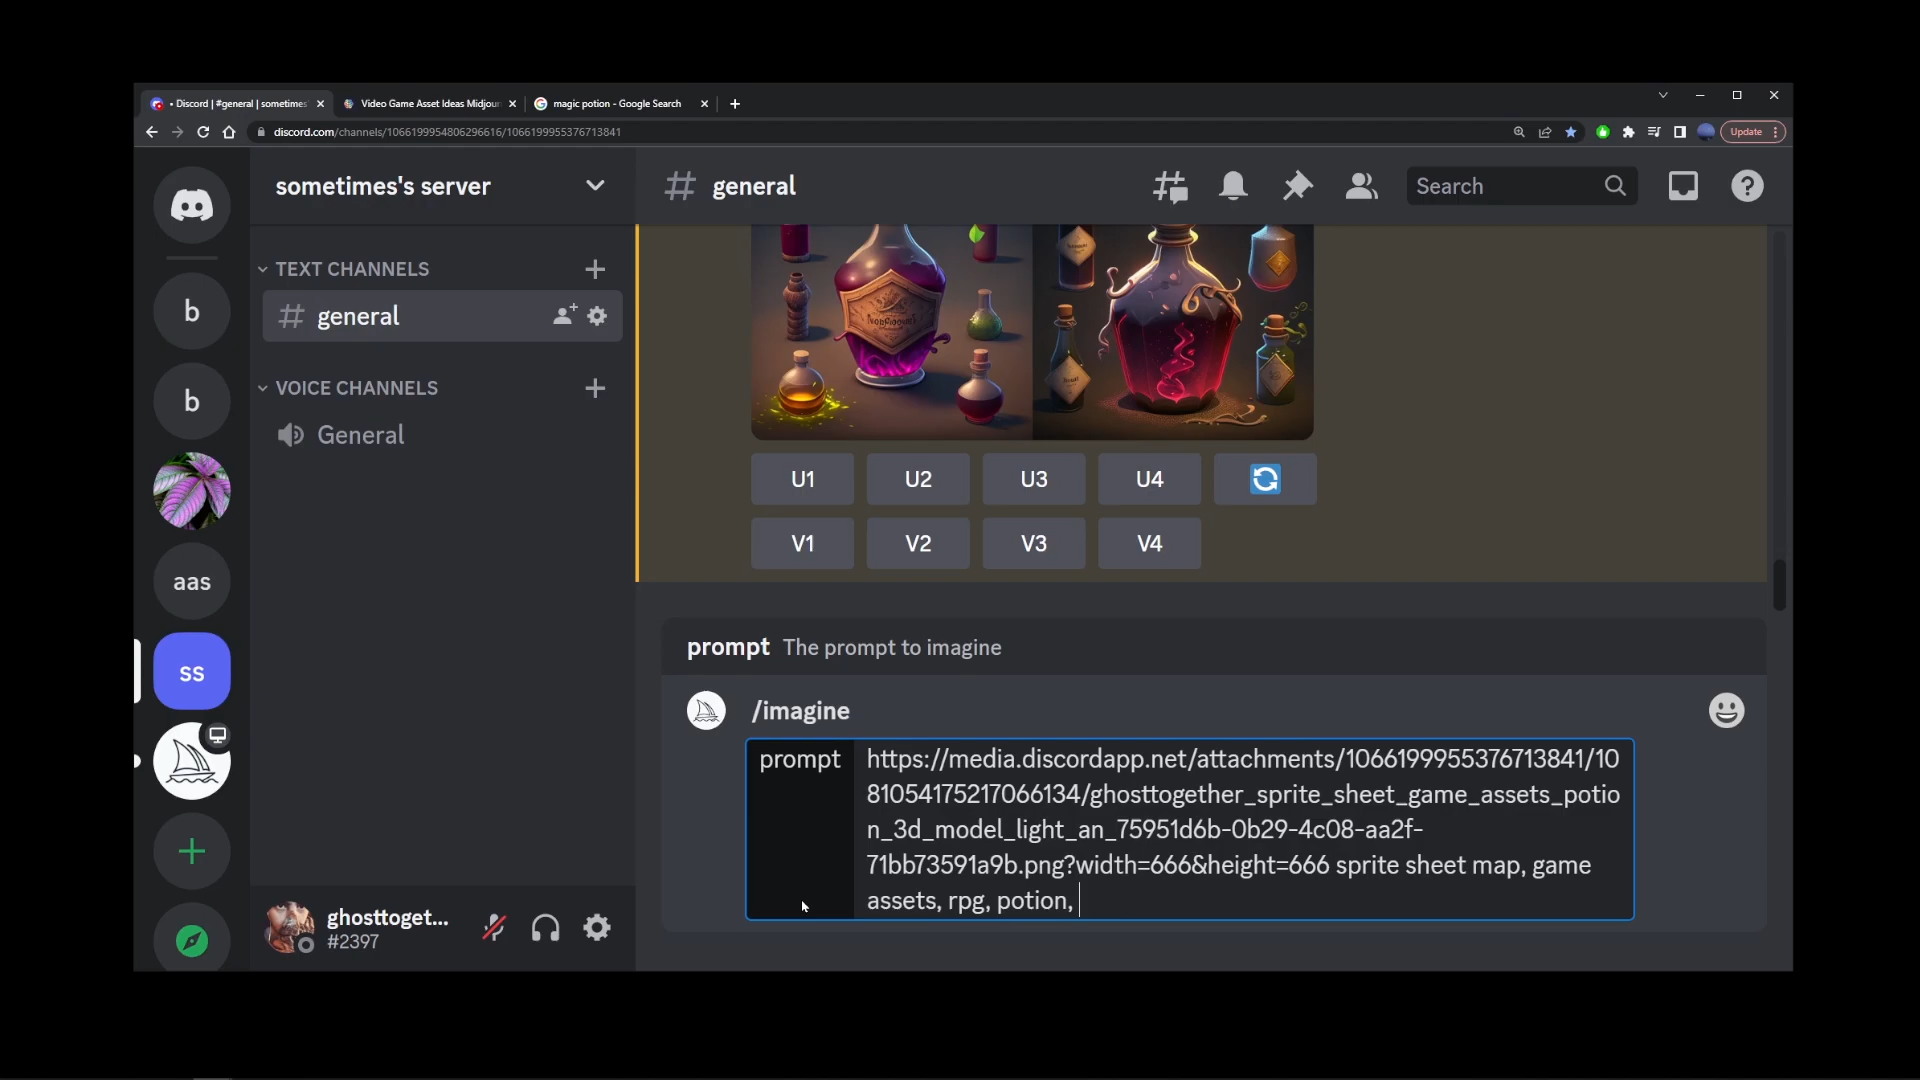 • Discord | #general | sometimes'
Video Game Asset Ideas Midjour
magic potion - Google Search
discord.com/channels/1066199954806296616/1066199955376713841
Update
sometimes's server
general
Search
TEXT CHANNELS
general
VOICE CHANNELS
General
b
b
aas
ss
U1 U2 U3 U4
V1 V2 V3 V4
prompt The prompt to imagine
/imagine
prompt
https://media.discordapp.net/attachments/1066199955376713841/10
81054175217066134/ghosttogether_sprite_sheet_game_assets_potio
n_3d_model_light_an_75951d6b-0b29-4c08-aa2f-
71bb73591a9b.png?width=666&height=666 sprite sheet map, game
assets, rpg, potion,
ghosttoget...
#2397